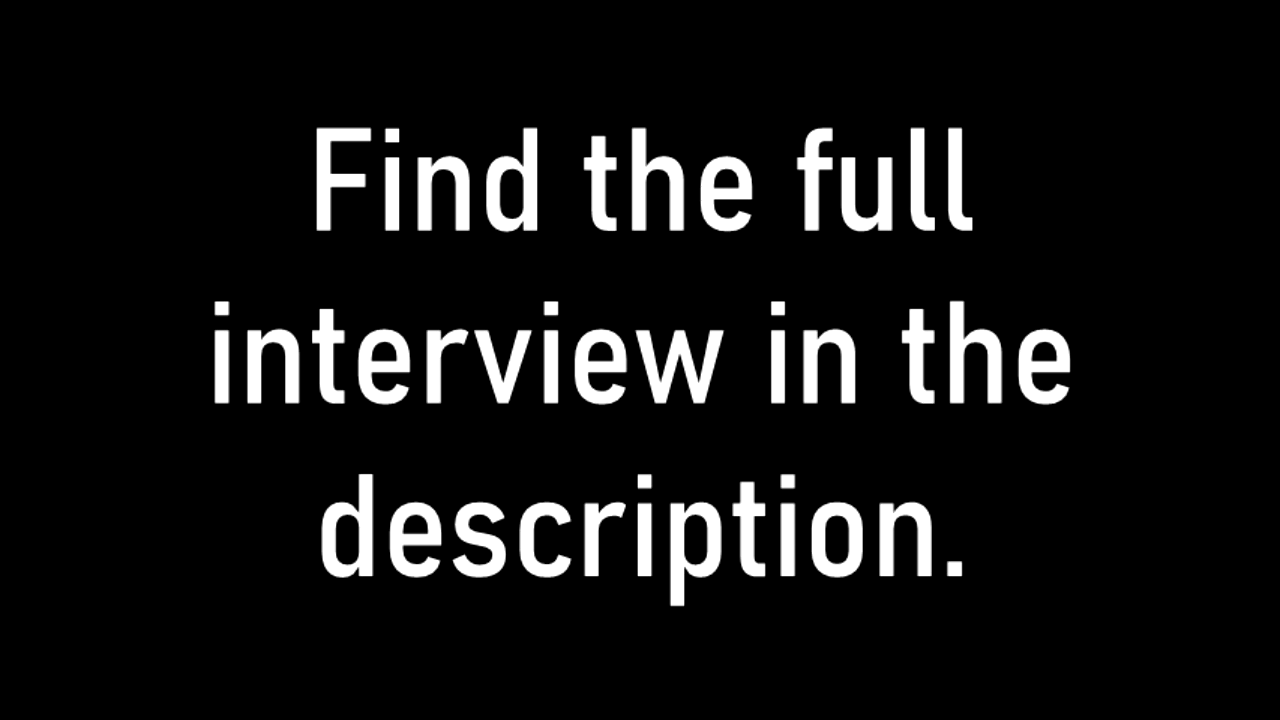 Find the full
interview in the
description.